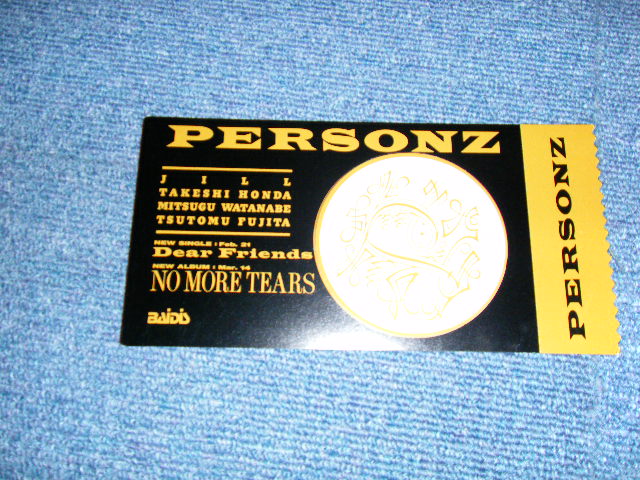 PERSONZ
JILL
TAKESHI HONDA
MITSUGU WATANABE
TSUTOMU FUJITA
NEW SINGLE : Feb. 21
Dear Friends
NEW ALBUM : Mar. 14
NO MORE TEARS
BAIDIS
PERSONZ